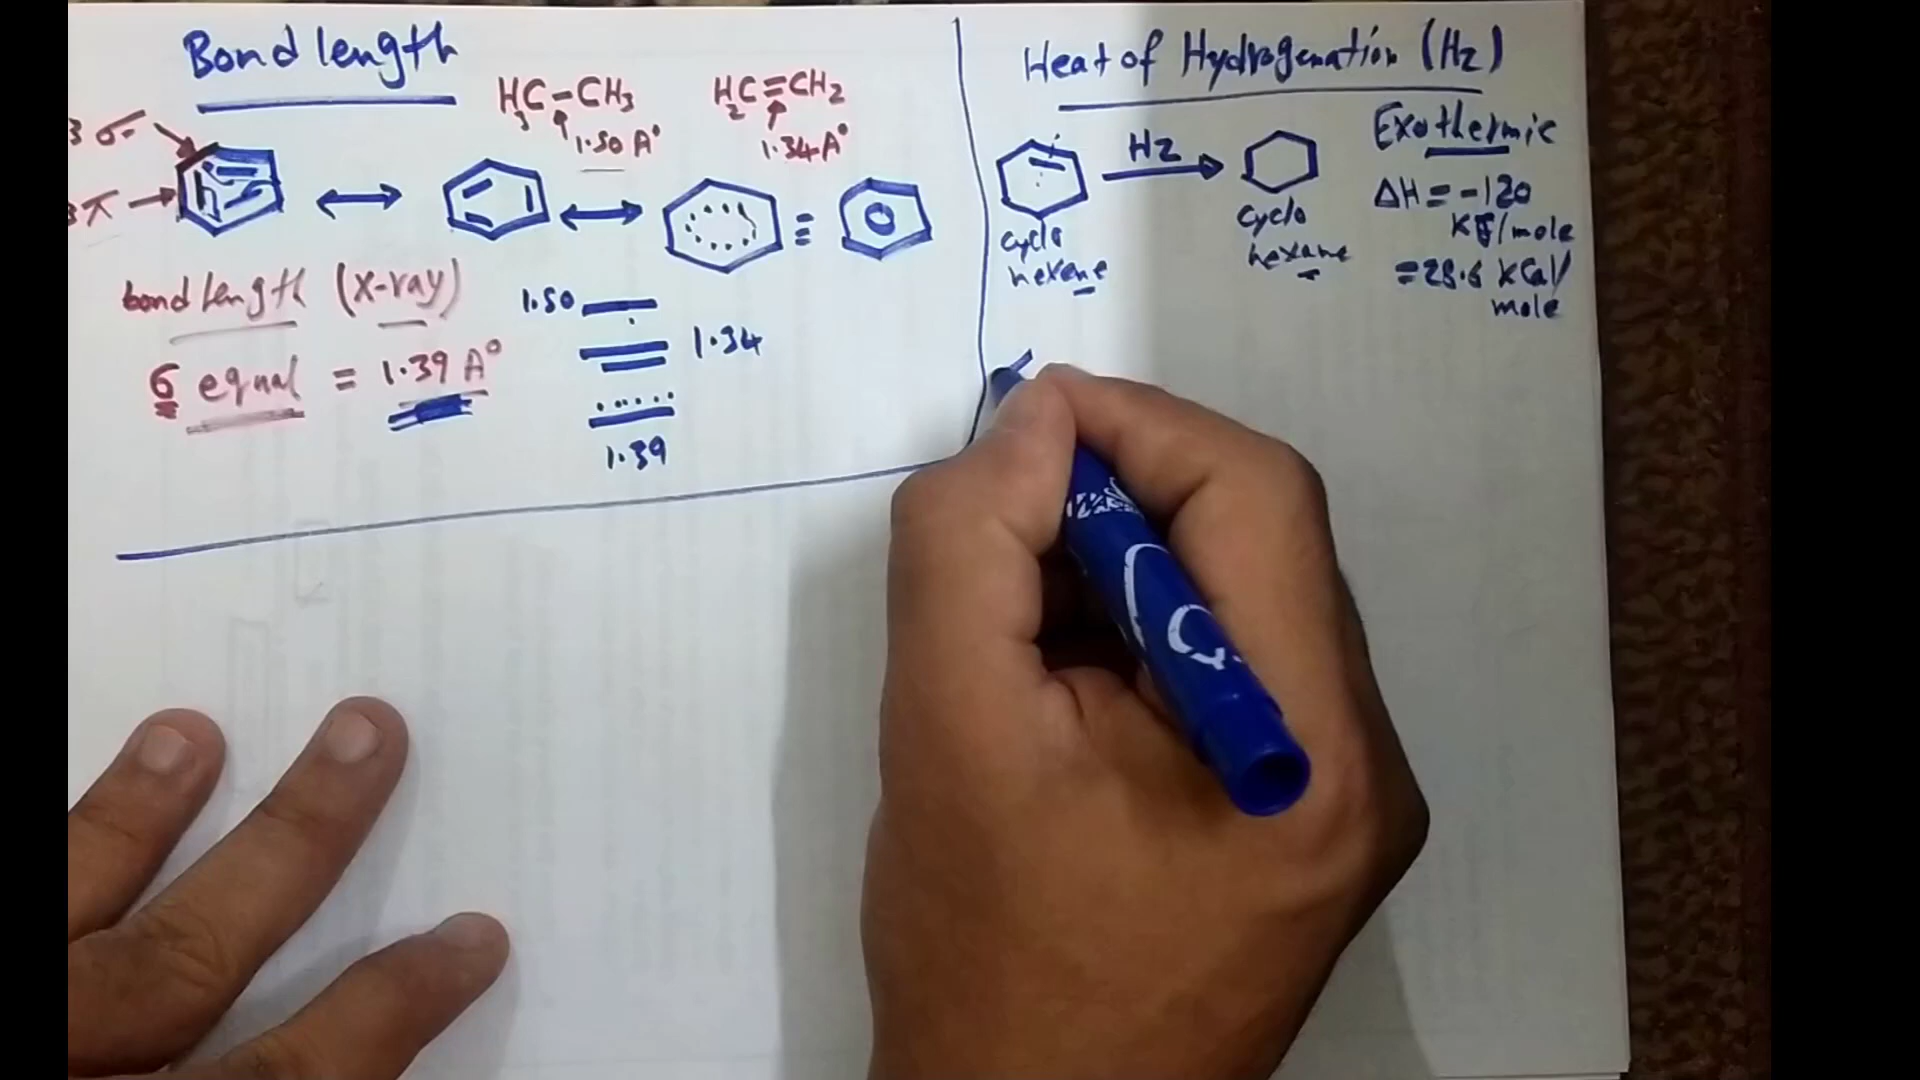 Bond length
H3C-CH3
1.50 A°
H2C=CH2
1.34 A°
3 σ
3 π
bond length (x-ray)
6 equal = 1.39 A°
1.50
1.34
1.39
Heat of Hydrogenation (H2)
H2
cyclo
hexene
cyclo
hexane
Exothermic
ΔH = -120
KJ/mole
= 28.6 KCal/
mole